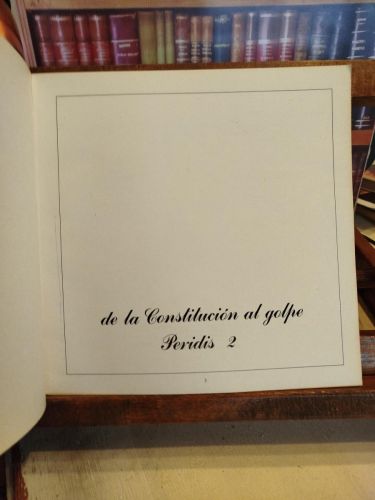 de la Constitución al golpe
Peridis 2